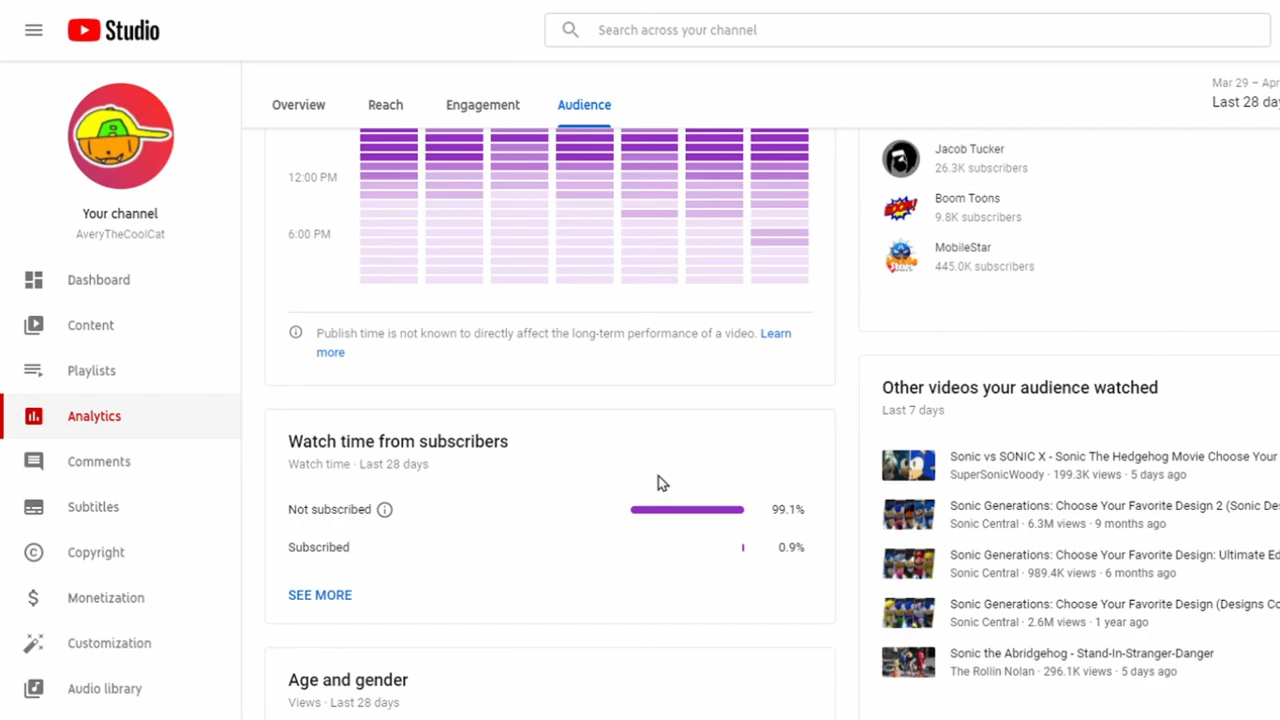 Studio
Search across your channel
Your channel
AveryTheCoolCat
Dashboard
Content
Playlists
Analytics
Comments
Subtitles
Copyright
Monetization
Customization
Audio library
Overview
Reach
Engagement
Audience
Mar 29 – Apr
Last 28 day
12:00 PM
6:00 PM
Publish time is not known to directly affect the long-term performance of a video. Learn
more
Watch time from subscribers
Watch time · Last 28 days
Not subscribed
99.1%
Subscribed
0.9%
SEE MORE
Age and gender
Views · Last 28 days
Jacob Tucker
26.3K subscribers
Boom Toons
9.8K subscribers
MobileStar
445.0K subscribers
Other videos your audience watched
Last 7 days
Sonic vs SONIC X - Sonic The Hedgehog Movie Choose Your
SuperSonicWoody · 199.3K views · 5 days ago
Sonic Generations: Choose Your Favorite Design 2 (Sonic De
Sonic Central · 6.3M views · 9 months ago
Sonic Generations: Choose Your Favorite Design: Ultimate Ed
Sonic Central · 989.4K views · 6 months ago
Sonic Generations: Choose Your Favorite Design (Designs Co
Sonic Central · 2.6M views · 1 year ago
Sonic the Abridgehog - Stand-In-Stranger-Danger
The Rollin Nolan · 296.1K views · 5 days ago